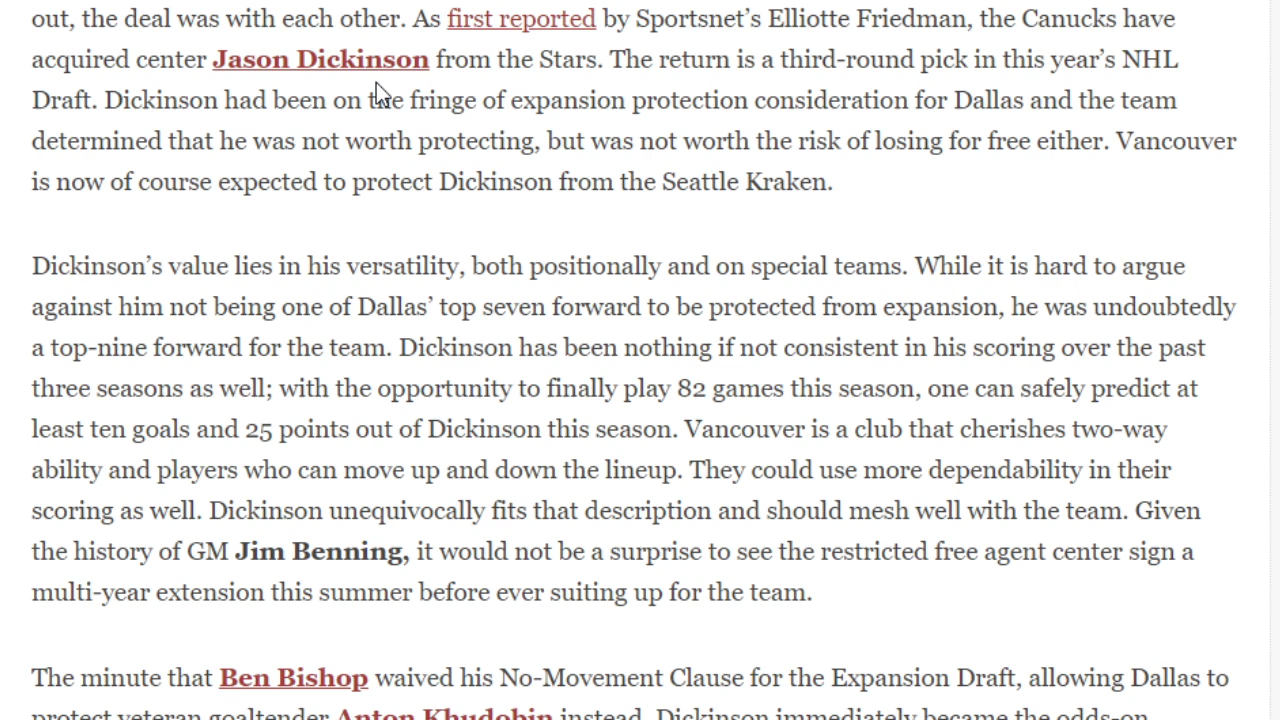 out, the deal was with each other. As first reported by Sportsnet’s Elliotte Friedman, the Canucks have
acquired center Jason Dickinson from the Stars. The return is a third-round pick in this year’s NHL
Draft. Dickinson had been on the fringe of expansion protection consideration for Dallas and the team
determined that he was not worth protecting, but was not worth the risk of losing for free either. Vancouver
is now of course expected to protect Dickinson from the Seattle Kraken.
Dickinson’s value lies in his versatility, both positionally and on special teams. While it is hard to argue
against him not being one of Dallas’ top seven forward to be protected from expansion, he was undoubtedly
a top-nine forward for the team. Dickinson has been nothing if not consistent in his scoring over the past
three seasons as well; with the opportunity to finally play 82 games this season, one can safely predict at
least ten goals and 25 points out of Dickinson this season. Vancouver is a club that cherishes two-way
ability and players who can move up and down the lineup. They could use more dependability in their
scoring as well. Dickinson unequivocally fits that description and should mesh well with the team. Given
the history of GM Jim Benning, it would not be a surprise to see the restricted free agent center sign a
multi-year extension this summer before ever suiting up for the team.
The minute that Ben Bishop waived his No-Movement Clause for the Expansion Draft, allowing Dallas to
protect veteran goaltender Anton Khudobin instead, Dickinson immediately became the odds-on